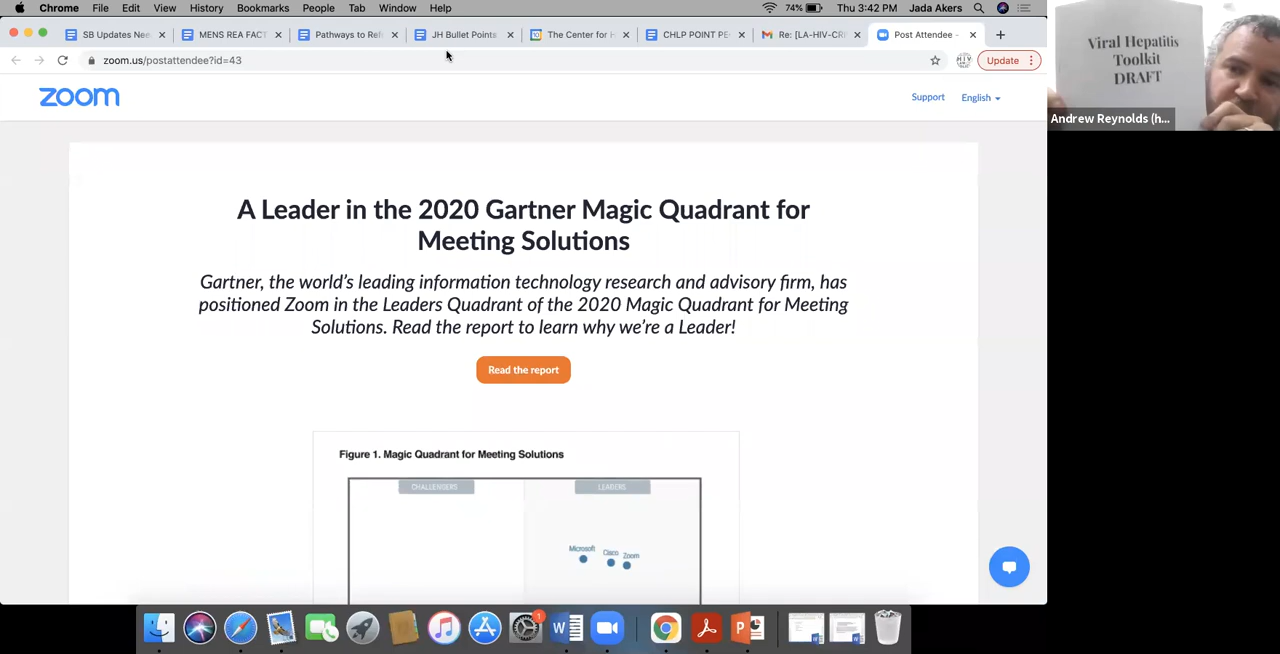 Chrome File Edit View History Bookmarks People Tab Window Help 74% Thu 3:42 PM Jada Akers
SB Updates Nee MENS REA FACT Pathways to Ref JH Bullet Points The Center for H CHLP POINT PE Re: [LA-HIV-CRI Post Attendee -
zoom.us/postattendee?id=43 Update
zoom Support English
A Leader in the 2020 Gartner Magic Quadrant for
Meeting Solutions
Gartner, the world's leading information technology research and advisory firm, has
positioned Zoom in the Leaders Quadrant of the 2020 Magic Quadrant for Meeting
Solutions. Read the report to learn why we're a Leader!
Read the report
Figure 1. Magic Quadrant for Meeting Solutions
CHALLENGERS LEADERS
Microsoft Cisco Zoom
Viral Hepatitis
Toolkit
DRAFT
Andrew Reynolds (h...